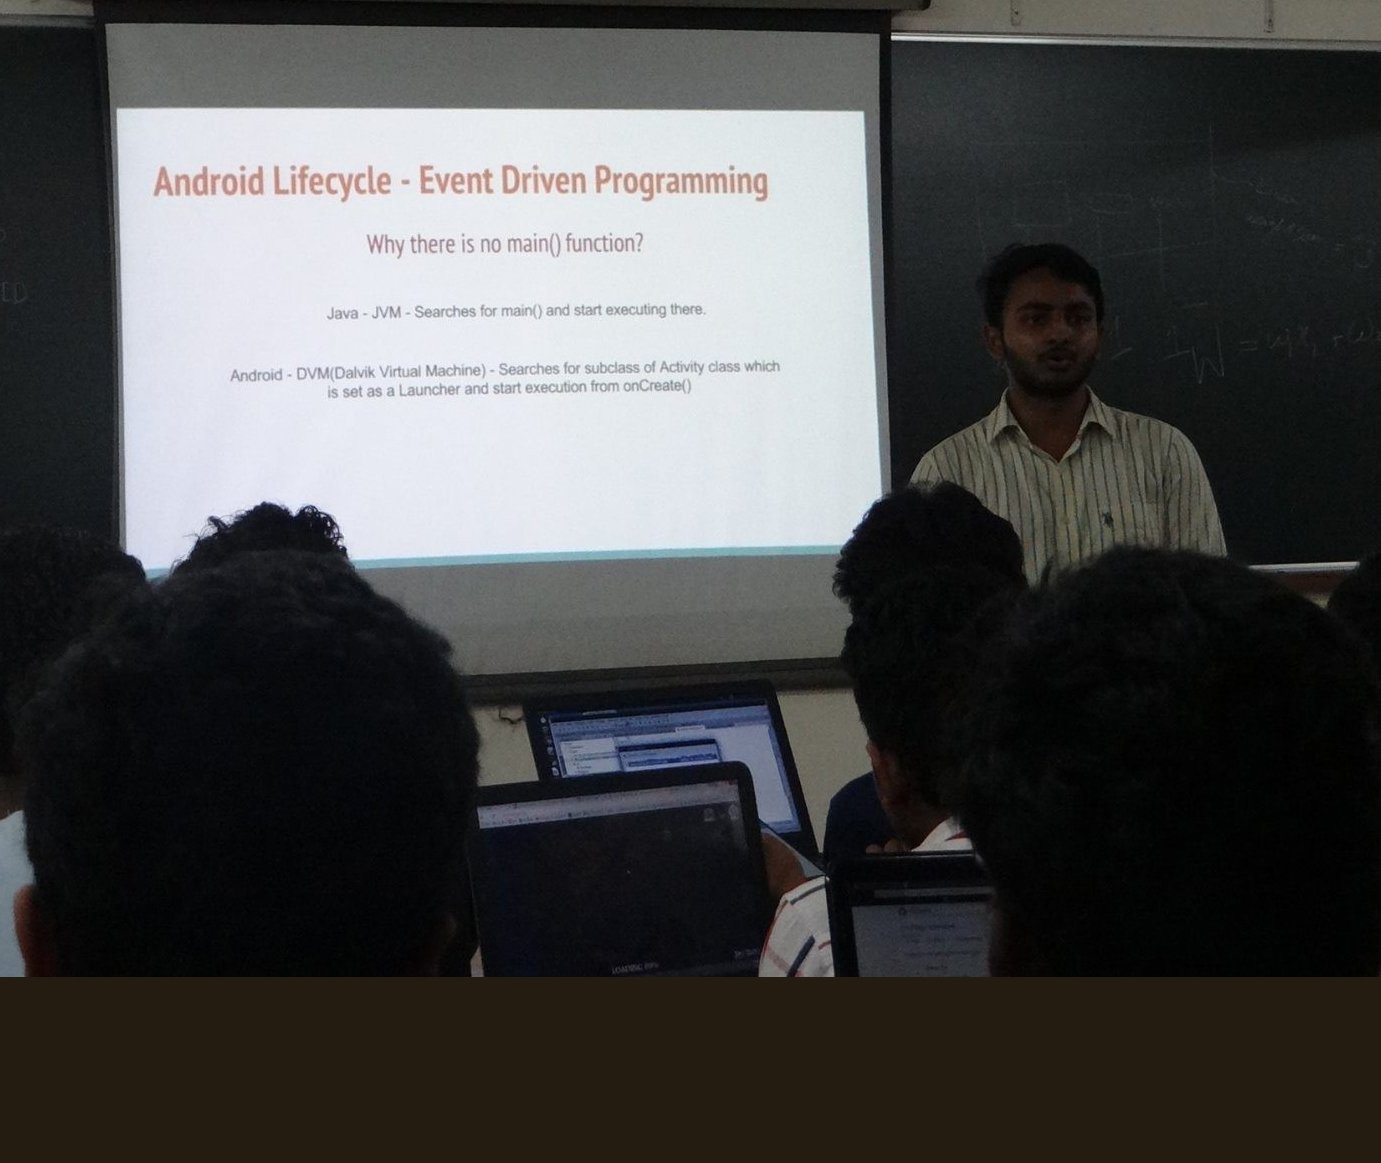 Android Lifecycle - Event Driven Programming
Why there is no main() function?
Java - JVM - Searches for main() and start executing there.
Android - DVM(Dalvik Virtual Machine) - Searches for subclass of Activity class which
is set as a Launcher and start execution from onCreate()